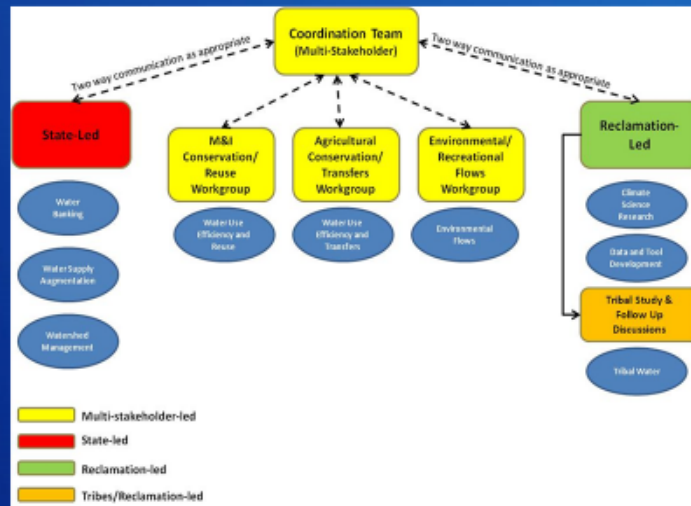 Coordination Team
(Multi-Stakeholder)
Two way communication as appropriate
Two way communication as appropriate
State-Led
M&I
Conservation/
Reuse
Workgroup
Agricultural
Conservation/
Transfers
Workgroup
Environmental/
Recreational
Flows
Workgroup
Reclamation-
Led
Water
Banking
Water Supply
Augmentation
Watershed
Management
Water Use
Efficiency and
Reuse
Water Use
Efficiency and
Transfers
Environmental
Flows
Climate
Science
Research
Data and Tool
Development
Tribal Study &
Follow Up
Discussions
Tribal Water
Multi-stakeholder-led
State-led
Reclamation-led
Tribes/Reclamation-led